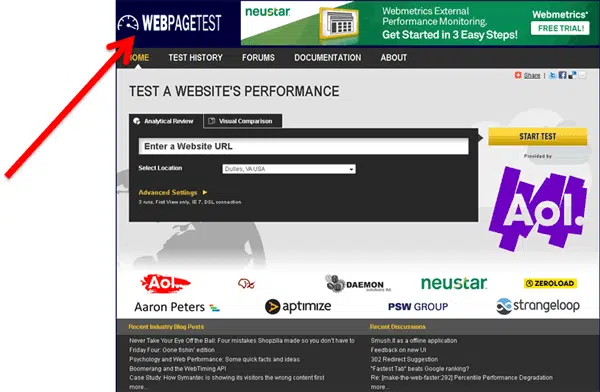 WEBPAGETEST
neustar.
Webmetrics External
Performance Monitoring.
Get Started in 3 Easy Steps!
Webmetrics
FREE TRIAL!
HOME TEST HISTORY FORUMS DOCUMENTATION ABOUT
Share
TEST A WEBSITE'S PERFORMANCE
Analytical Review Visual Comparison
Enter a Website URL
START TEST
Select Location Dulles, VA USA
Provided by
Aol.
Advanced Settings
3 runs, First View only, IE 7, DSL connection
Aol. DAEMON solutions ltd neustar ZEROLOAD
Aaron Peters aptimize PSW GROUP strangeloop
Recent Industry Blog Posts
Never Take Your Eye Off the Ball: Four mistakes Shopzilla made so you don't have to
Friday Four: Gone fishin' edition
Psychology and Web Performance: Some quick facts and ideas
Boomerang and the WebTiming API
Case Study: How Symantec is showing its visitors the wrong content first
more...
Recent Discussions
Smush.it as a offline application
Feedback on new UI
302 Redirect Suggestion
"Fastest Tab" beats Google ranking?
Re: [make-the-web-faster:292] Percentile Performance Degradation
more...